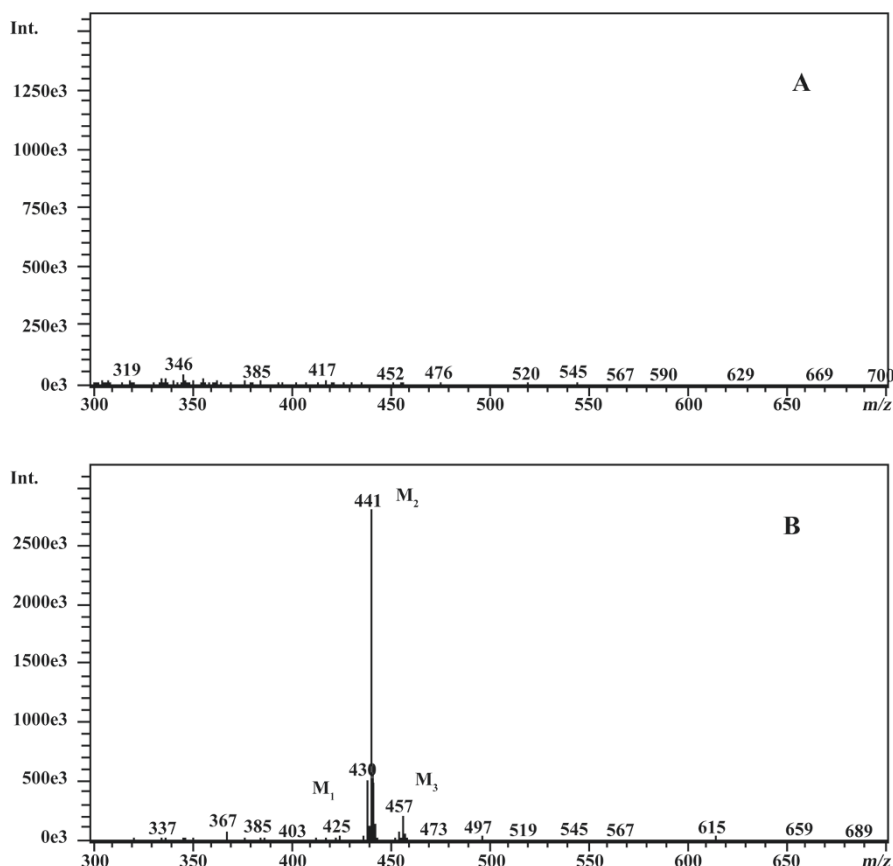 Int.
A
1250e3
1000e3
750e3
500e3
250e3
0e3
319 346 385 417 452 476 520 545 567 590 629 669 700
300 350 400 450 500 550 600 650 m/z
Int.
441 M2
B
2500e3
2000e3
1500e3
1000e3
500e3
0e3
430
M1 M3
457
337 367 385 403 425 473 497 519 545 567 615 659 689
300 350 400 450 500 550 600 650 m/z